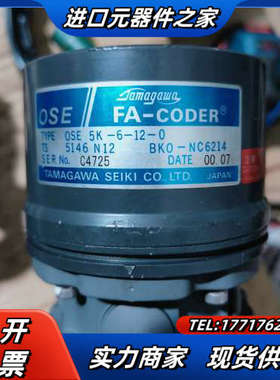 进口元器件之家
OSE
Tamagawa
FA-CODER®
TYPE OSE 5K-6-12-0
TS 5146 N12 BKO-NC6214
SER.No. C4725 DATE 00.07
TAMAGAWA SEIKI CO.,LTD. JAPAN
开
票
TEL:1771762
实力商家 现货供